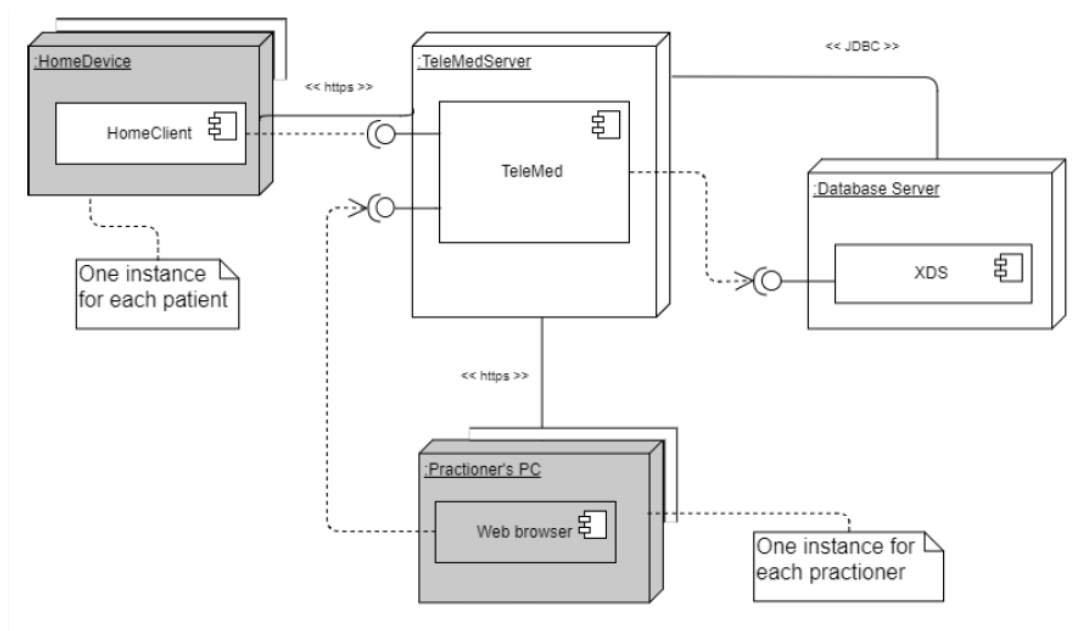 :HomeDevice
<< https >>
HomeClient
One instance
for each patient
:TeleMedServer
TeleMed
<< JDBC >>
:Database Server
XDS
<< https >>
:Practioner's PC
Web browser
One instance for
each practioner